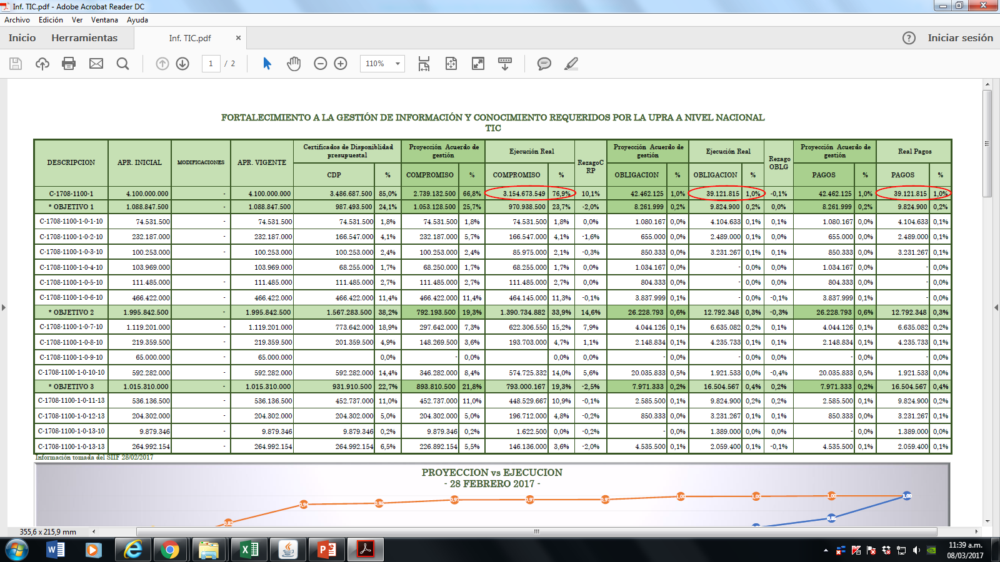 Inf. TIC.pdf - Adobe Acrobat Reader DC
Archivo Edición Ver Ventana Ayuda
Inicio Herramientas Inf. TIC.pdf × Iniciar sesión
1 / 2 110%
FORTALECIMIENTO A LA GESTIÓN DE INFORMACIÓN Y CONOCIMIENTO REQUERIDOS POR LA UPRA A NIVEL NACIONAL
TIC
DESCRIPCION APR. INICIAL MODIFICACIONES APR. VIGENTE Certificados de Disponiblidad presupuestal Proyección Acuerdo de gestión Ejecución Real RezagoC RP Proyección Acuerdo de gestión Ejecución Real Rezago OBLG Proyección Acuerdo de gestión Real Pagos
CDP % COMPROMISO % COMPROMISO % OBLIGACION % OBLIGACION % PAGOS % PAGOS %
C-1708-1100-1 4.100.000.000 - 4.100.000.000 3.486.687.500 85,0% 2.739.132.500 66,8% 3.154.673.549 76,9% 10,1% 42.462.125 1,0% 39.121.815 1,0% -0,1% 42.462.125 1,0% 39.121.815 1,0%
* OBJETIVO 1 1.088.847.500 - 1.088.847.500 987.493.500 24,1% 1.053.128.500 25,7% 970.938.500 23,7% -2,0% 8.261.999 0,2% 9.824.900 0,2% 0,0% 8.261.999 0,2% 9.824.900 0,2%
C-1708-1100-1-0-1-10 74.531.500 - 74.531.500 74.531.500 1,8% 74.531.500 1,8% 74.531.500 1,8% 0,0% 1.080.167 0,0% 4.104.633 0,1% 0,1% 1.080.167 0,0% 4.104.633 0,1%
C-1708-1100-1-0-2-10 232.187.000 - 232.187.000 166.547.000 4,1% 232.187.000 5,7% 166.547.000 4,1% -1,6% 655.000 0,0% 2.489.000 0,1% 0,0% 655.000 0,0% 2.489.000 0,1%
C-1708-1100-1-0-3-10 100.253.000 - 100.253.000 100.253.000 2,4% 100.253.000 2,4% 85.975.000 2,1% -0,3% 850.333 0,0% 3.231.267 0,1% 0,1% 850.333 0,0% 3.231.267 0,1%
C-1708-1100-1-0-4-10 103.969.000 - 103.969.000 68.255.000 1,7% 68.250.000 1,7% 68.255.000 1,7% 0,0% 1.034.167 0,0% - 0,0% 0,0% 1.034.167 0,0% - 0,0%
C-1708-1100-1-0-5-10 111.485.000 - 111.485.000 111.485.000 2,7% 111.485.000 2,7% 111.485.000 2,7% 0,0% 804.333 0,0% - 0,0% 0,0% 804.333 0,0% - 0,0%
C-1708-1100-1-0-6-10 466.422.000 - 466.422.000 466.422.000 11,4% 466.422.000 11,4% 464.145.000 11,3% -0,1% 3.837.999 0,1% - 0,0% -0,1% 3.837.999 0,1% - 0,0%
* OBJETIVO 2 1.995.842.500 - 1.995.842.500 1.567.283.500 38,2% 792.193.500 19,3% 1.390.734.882 33,9% 14,6% 26.228.793 0,6% 12.792.348 0,3% -0,3% 26.228.793 0,6% 12.792.348 0,3%
C-1708-1100-1-0-7-10 1.119.201.000 - 1.119.201.000 773.642.000 18,9% 297.642.000 7,3% 622.306.550 15,2% 7,9% 4.044.126 0,1% 6.635.082 0,2% 0,1% 4.044.126 0,1% 6.635.082 0,2%
C-1708-1100-1-0-8-10 219.359.500 - 219.359.500 201.359.500 4,9% 148.269.500 3,6% 193.703.000 4,7% 1,1% 2.148.834 0,1% 4.235.733 0,1% 0,1% 2.148.834 0,1% 4.235.733 0,1%
C-1708-1100-1-0-9-10 65.000.000 - 65.000.000 0,0% - 0,0% 0,0% 0,0% - 0,0% - 0,0% 0,0% - 0,0% - 0,0%
C-1708-1100-1-0-10-10 592.282.000 - 592.282.000 592.282.000 14,4% 346.282.000 8,4% 574.725.332 14,0% 5,6% 20.035.833 0,5% 1.921.533 0,0% -0,4% 20.035.833 0,5% 1.921.533 0,0%
* OBJETIVO 3 1.015.310.000 - 1.015.310.000 931.910.500 22,7% 893.810.500 21,8% 793.000.167 19,3% -2,5% 7.971.333 0,2% 16.504.567 0,4% 0,2% 7.971.333 0,2% 16.504.567 0,4%
C-1708-1100-1-0-11-13 536.136.500 - 536.136.500 452.737.000 11,0% 452.737.000 11,0% 448.529.667 10,9% -0,1% 2.585.500 0,1% 9.824.900 0,2% 0,2% 2.585.500 0,1% 9.824.900 0,2%
C-1708-1100-1-0-12-13 204.302.000 - 204.302.000 204.302.000 5,0% 204.302.000 5,0% 196.712.000 4,8% -0,2% 850.333 0,0% 3.231.267 0,1% 0,1% 850.333 0,0% 3.231.267 0,1%
C-1708-1100-1-0-13-10 9.879.346 - 9.879.346 9.879.346 0,2% 9.879.346 0,2% 1.622.500 0,0% -0,2% - 0,0% 1.389.000 0,0% 0,0% - 0,0% 1.389.000 0,0%
C-1708-1100-1-0-13-13 264.992.154 - 264.992.154 264.992.154 6,5% 226.892.154 5,5% 146.136.000 3,6% -2,0% 4.535.500 0,1% 2.059.400 0,1% -0,1% 4.535.500 0,1% 2.059.400 0,1%
Información tomada del SIIF 28/02/2017
PROYECCION vs EJECUCION
- 28 FEBRERO 2017 -
0,82 0,97 0,97 0,97 1,00 1,00 1,00 1,00
355,6 x 215,9 mm
11:39 a.m.
08/03/2017